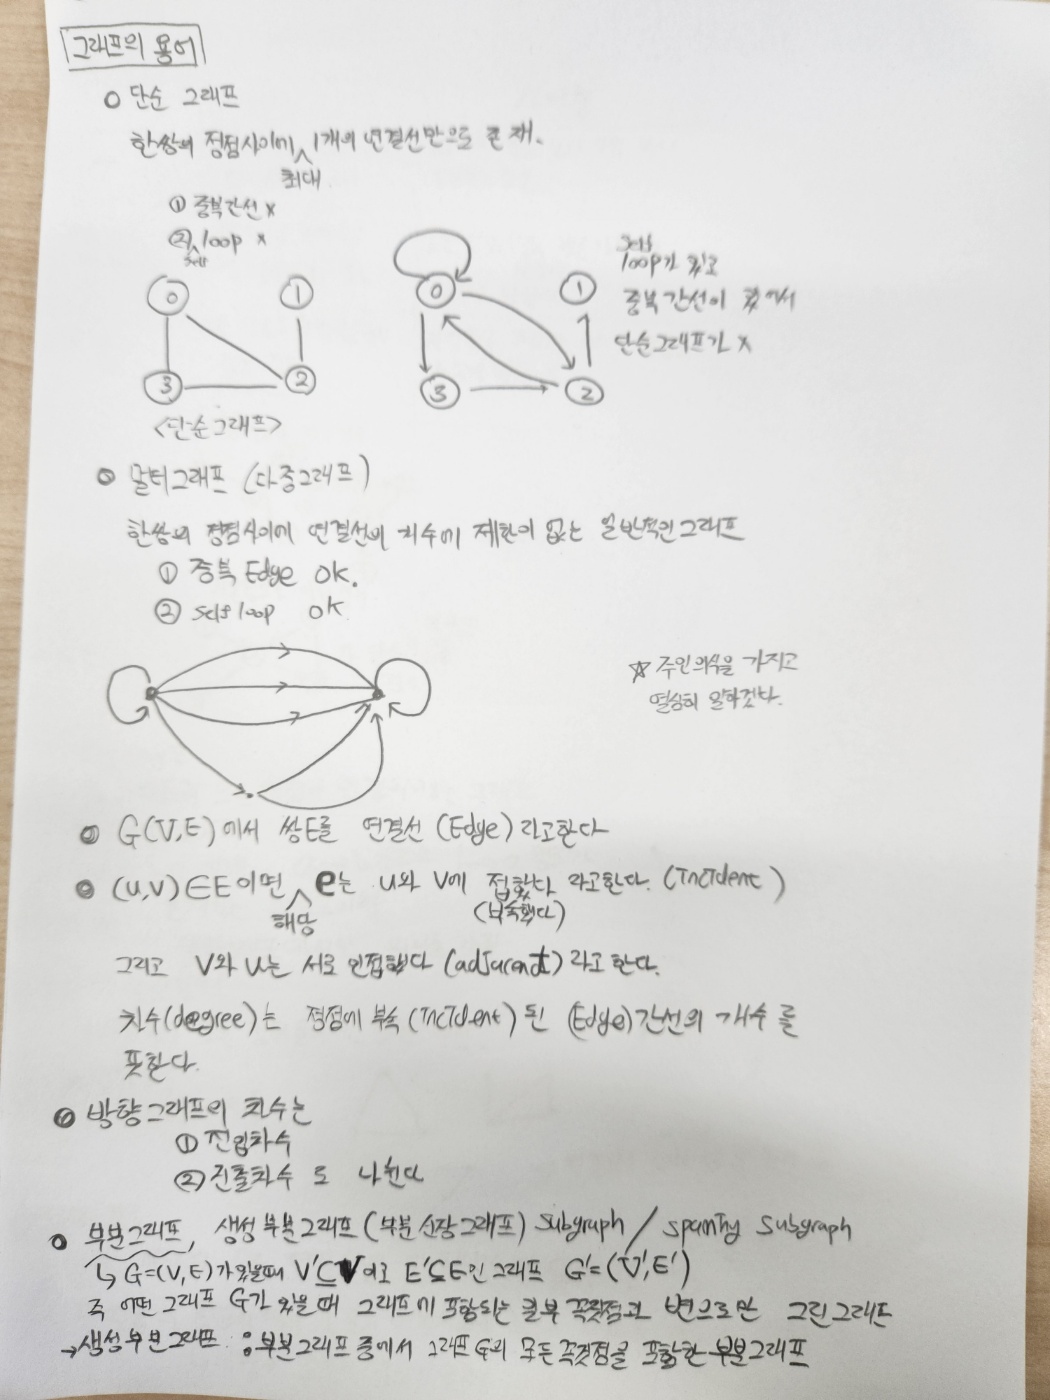 그래프의 용어
○ 단순 그래프
한쌍의 정점사이에 1개의 연결선만으로 존재.
최대
① 중복간선 x
② loop x
self
0 1
3 2
<단순그래프>
0 1
3 2
self
loop가 있고
중복 간선이 있어서
단순그래프가 x
○ 멀티그래프 (다중그래프)
한쌍의 정점사이에 연결선의 개수에 제한이 없는 일반적인 그래프
① 중복 Edge OK.
② self loop OK
☆ 주인의식을 가지고
열심히 일하겠다.
○ G(V,E)에서 쌍E를 연결선 (Edge) 라고한다
○ (u,v)∈E 이면 e는 u와 v에 접했다 라고한다. (Incident)
해당 (부속했다)
그리고 V와 U는 서로 인접했다 (adjacent) 라고 한다.
차수(degree)는 정점에 부속 (Incident) 된 (Edge) 간선의 개수를
뜻한다.
○ 방향그래프의 차수는
① 진입차수
② 진출차수 로 나뉜다
○ 부분그래프, 생성 부분그래프 (부분 신장 그래프) Subgraph / spanning subgraph
↳ G=(V,E)가 있을때 V'⊆V 이고 E'⊆E인 그래프 G'=(V',E')
즉 어떤 그래프 G가 있을 때 그래프에 포함되는 일부 꼭짓점과 변으로만 그린 그래프
→ 생성부분그래프 : 부분그래프 중에서 그래프 G의 모든 꼭짓점을 포함한 부분그래프